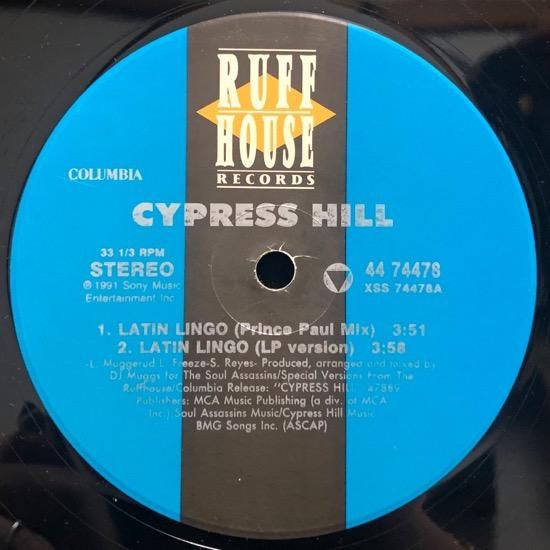 RUFF
HOUSE
RECORDS
COLUMBIA
CYPRESS HILL
33 1/3 RPM
STEREO
℗ 1991 Sony Music
Entertainment Inc.
44 74478
XSS 74478A
1. LATIN LINGO (Prince Paul Mix) 3:51
2. LATIN LINGO (LP version) 3:58
-L. Muggerud-L. Freeze-S. Reyes- Produced, arranged and mixed by
DJ Muggs for The Soul Assassins/Special Versions From The
Ruffhouse/Columbia Release: "CYPRESS HILL" 47889
Publishers: MCA Music Publishing (a div. of MCA
Inc.) Soul Assassins Music/Cypress Hill Music
BMG Songs Inc. (ASCAP)